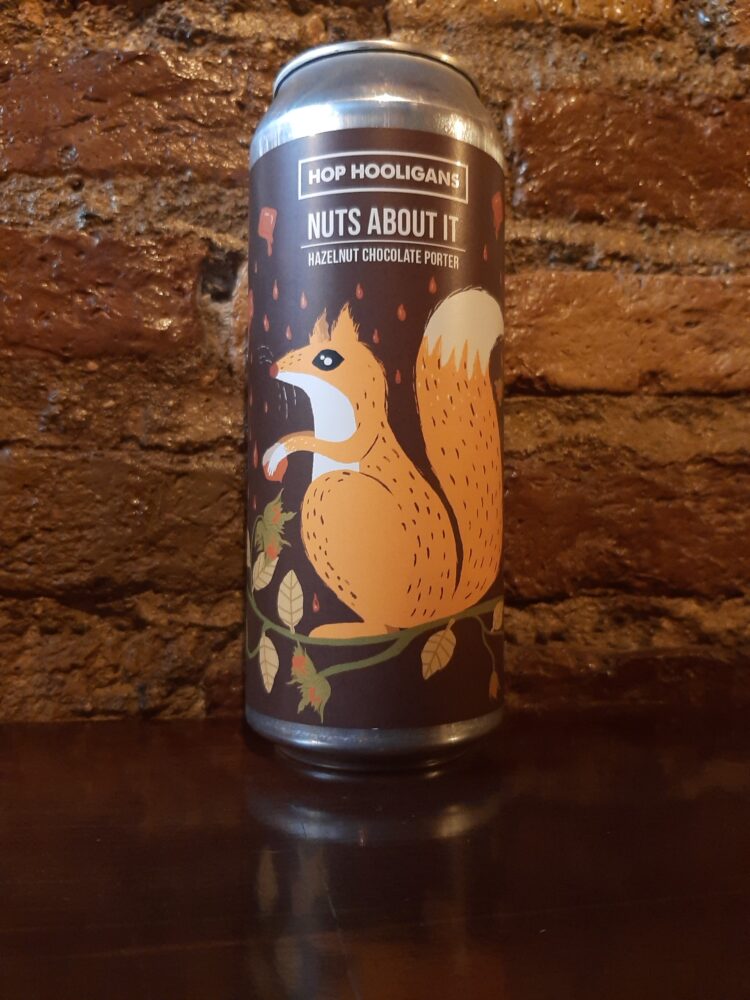 HOP HOOLIGANS
NUTS ABOUT IT
HAZELNUT CHOCOLATE PORTER